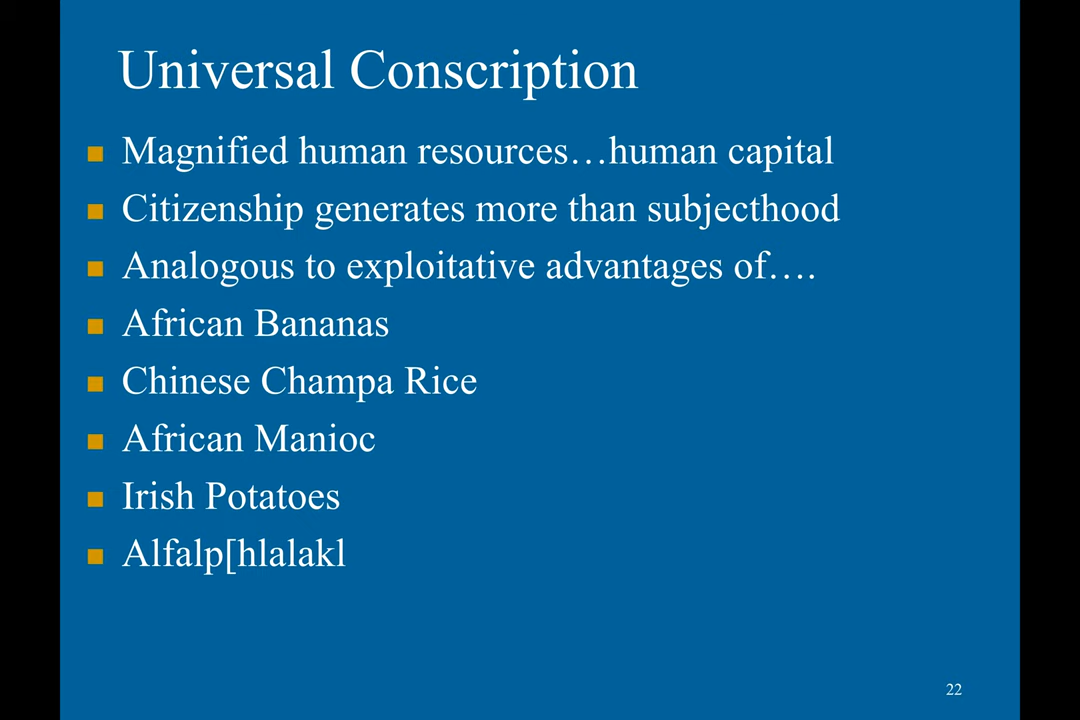 Universal Conscription
Magnified human resources…human capital
Citizenship generates more than subjecthood
Analogous to exploitative advantages of….
African Bananas
Chinese Champa Rice
African Manioc
Irish Potatoes
Alfalp[hlalakl
22